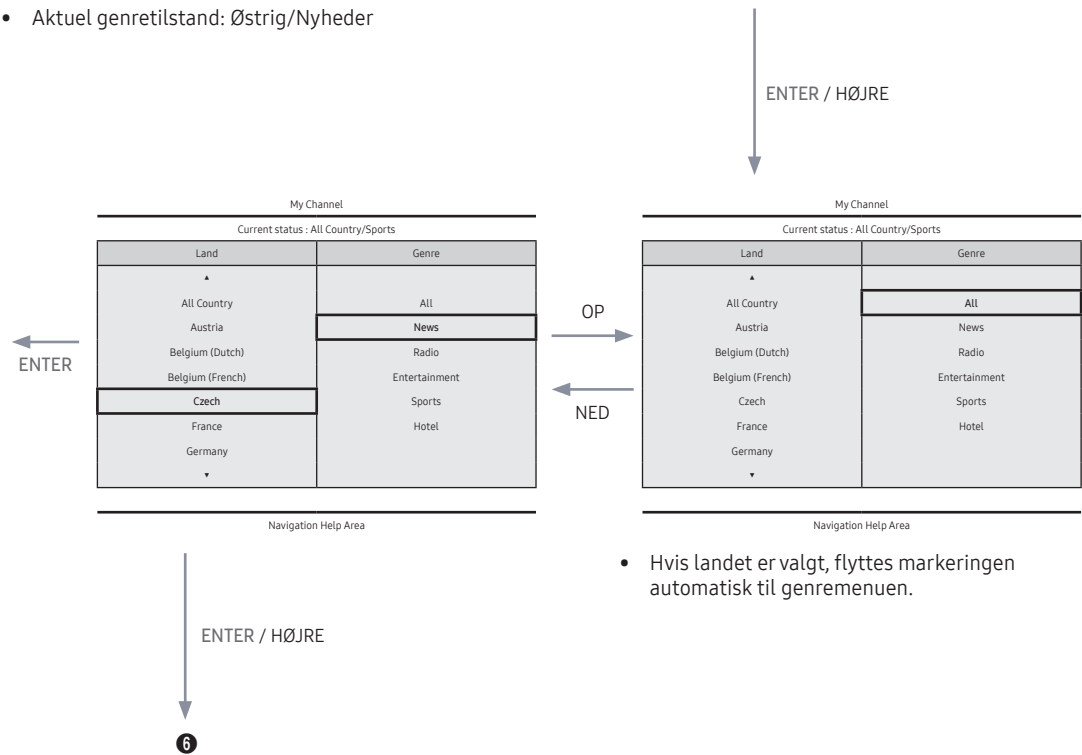 • Aktuel genretilstand: Østrig/Nyheder
ENTER / HØJRE
My Channel
Current status : All Country/Sports
Land Genre
▲
All Country All
Austria News
Belgium (Dutch) Radio
Belgium (French) Entertainment
Czech Sports
France Hotel
Germany
▼
Navigation Help Area
ENTER
OP
NED
My Channel
Current status : All Country/Sports
Land Genre
▲
All Country All
Austria News
Belgium (Dutch) Radio
Belgium (French) Entertainment
Czech Sports
France Hotel
Germany
▼
Navigation Help Area
• Hvis landet er valgt, flyttes markeringen
automatisk til genremenuen.
ENTER / HØJRE
❻